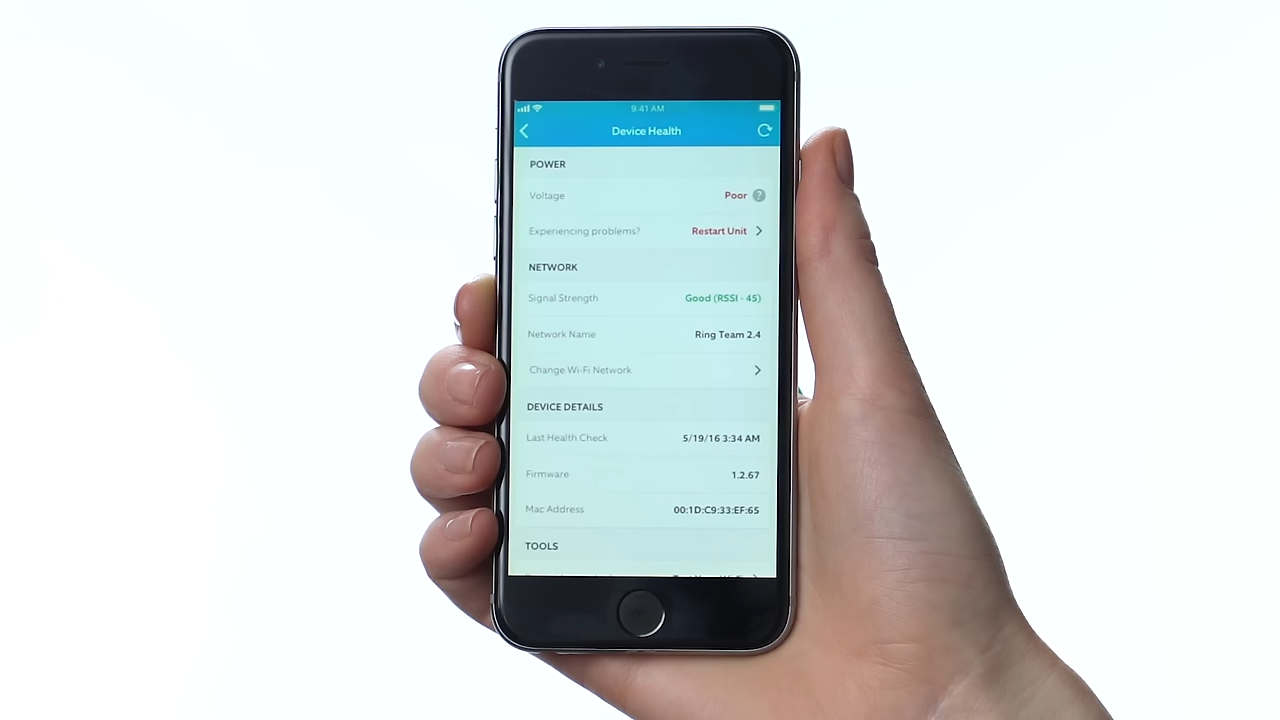 9:41 AM
Device Health
POWER
Voltage Poor ?
Experiencing problems? Restart Unit
NETWORK
Signal Strength Good (RSSI - 45)
Network Name Ring Team 2.4
Change Wi-Fi Network
DEVICE DETAILS
Last Health Check 5/19/16 3:34 AM
Firmware 1.2.67
Mac Address 00:1D:C9:33:EF:65
TOOLS